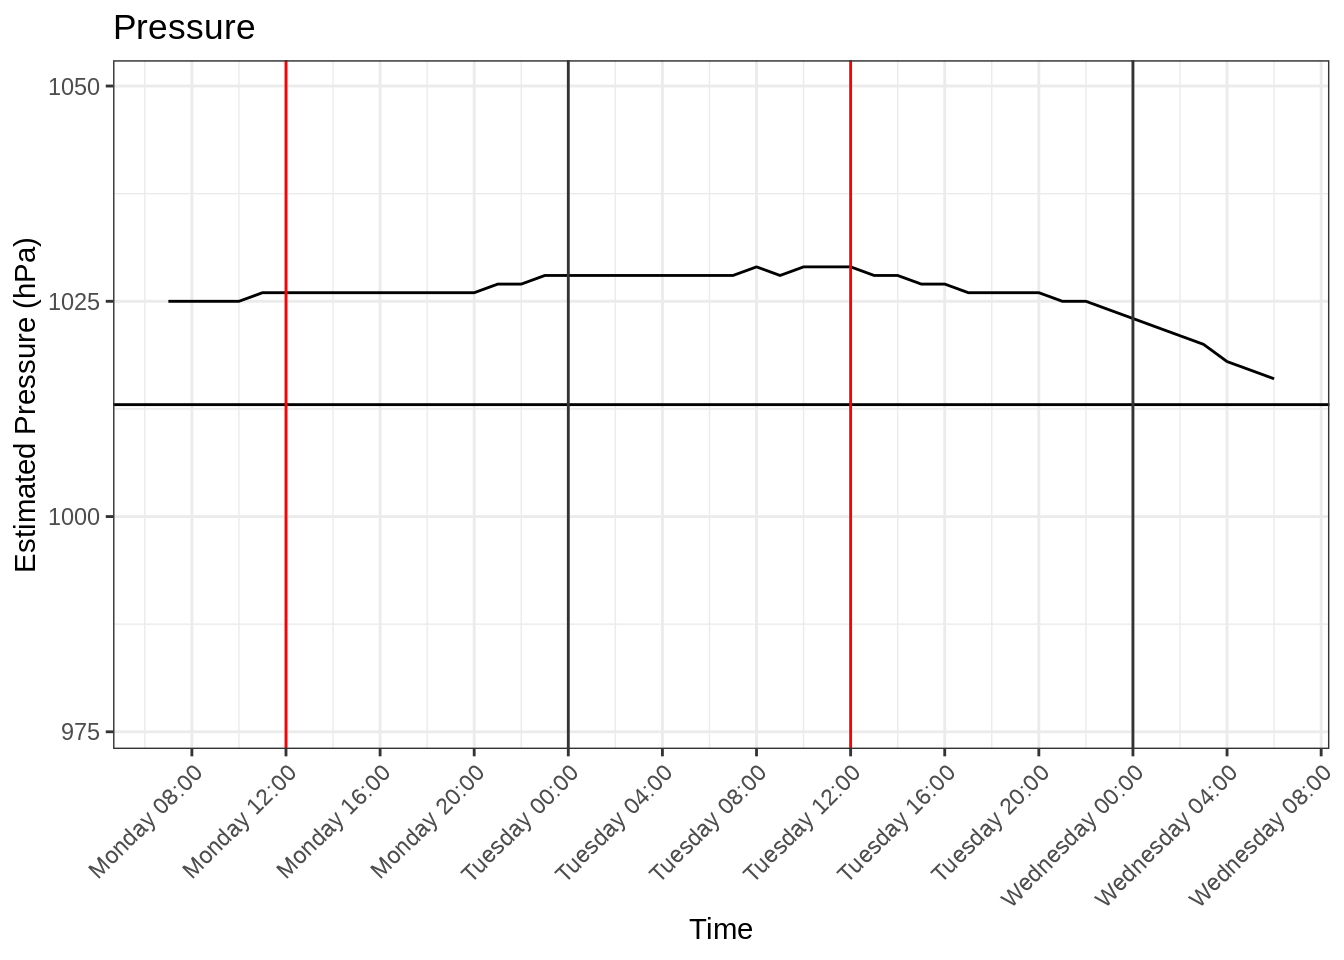 Pressure
Estimated Pressure (hPa)
1050
1025
1000
975
Monday 08:00
Monday 12:00
Monday 16:00
Monday 20:00
Tuesday 00:00
Tuesday 04:00
Tuesday 08:00
Tuesday 12:00
Tuesday 16:00
Tuesday 20:00
Wednesday 00:00
Wednesday 04:00
Wednesday 08:00
Time